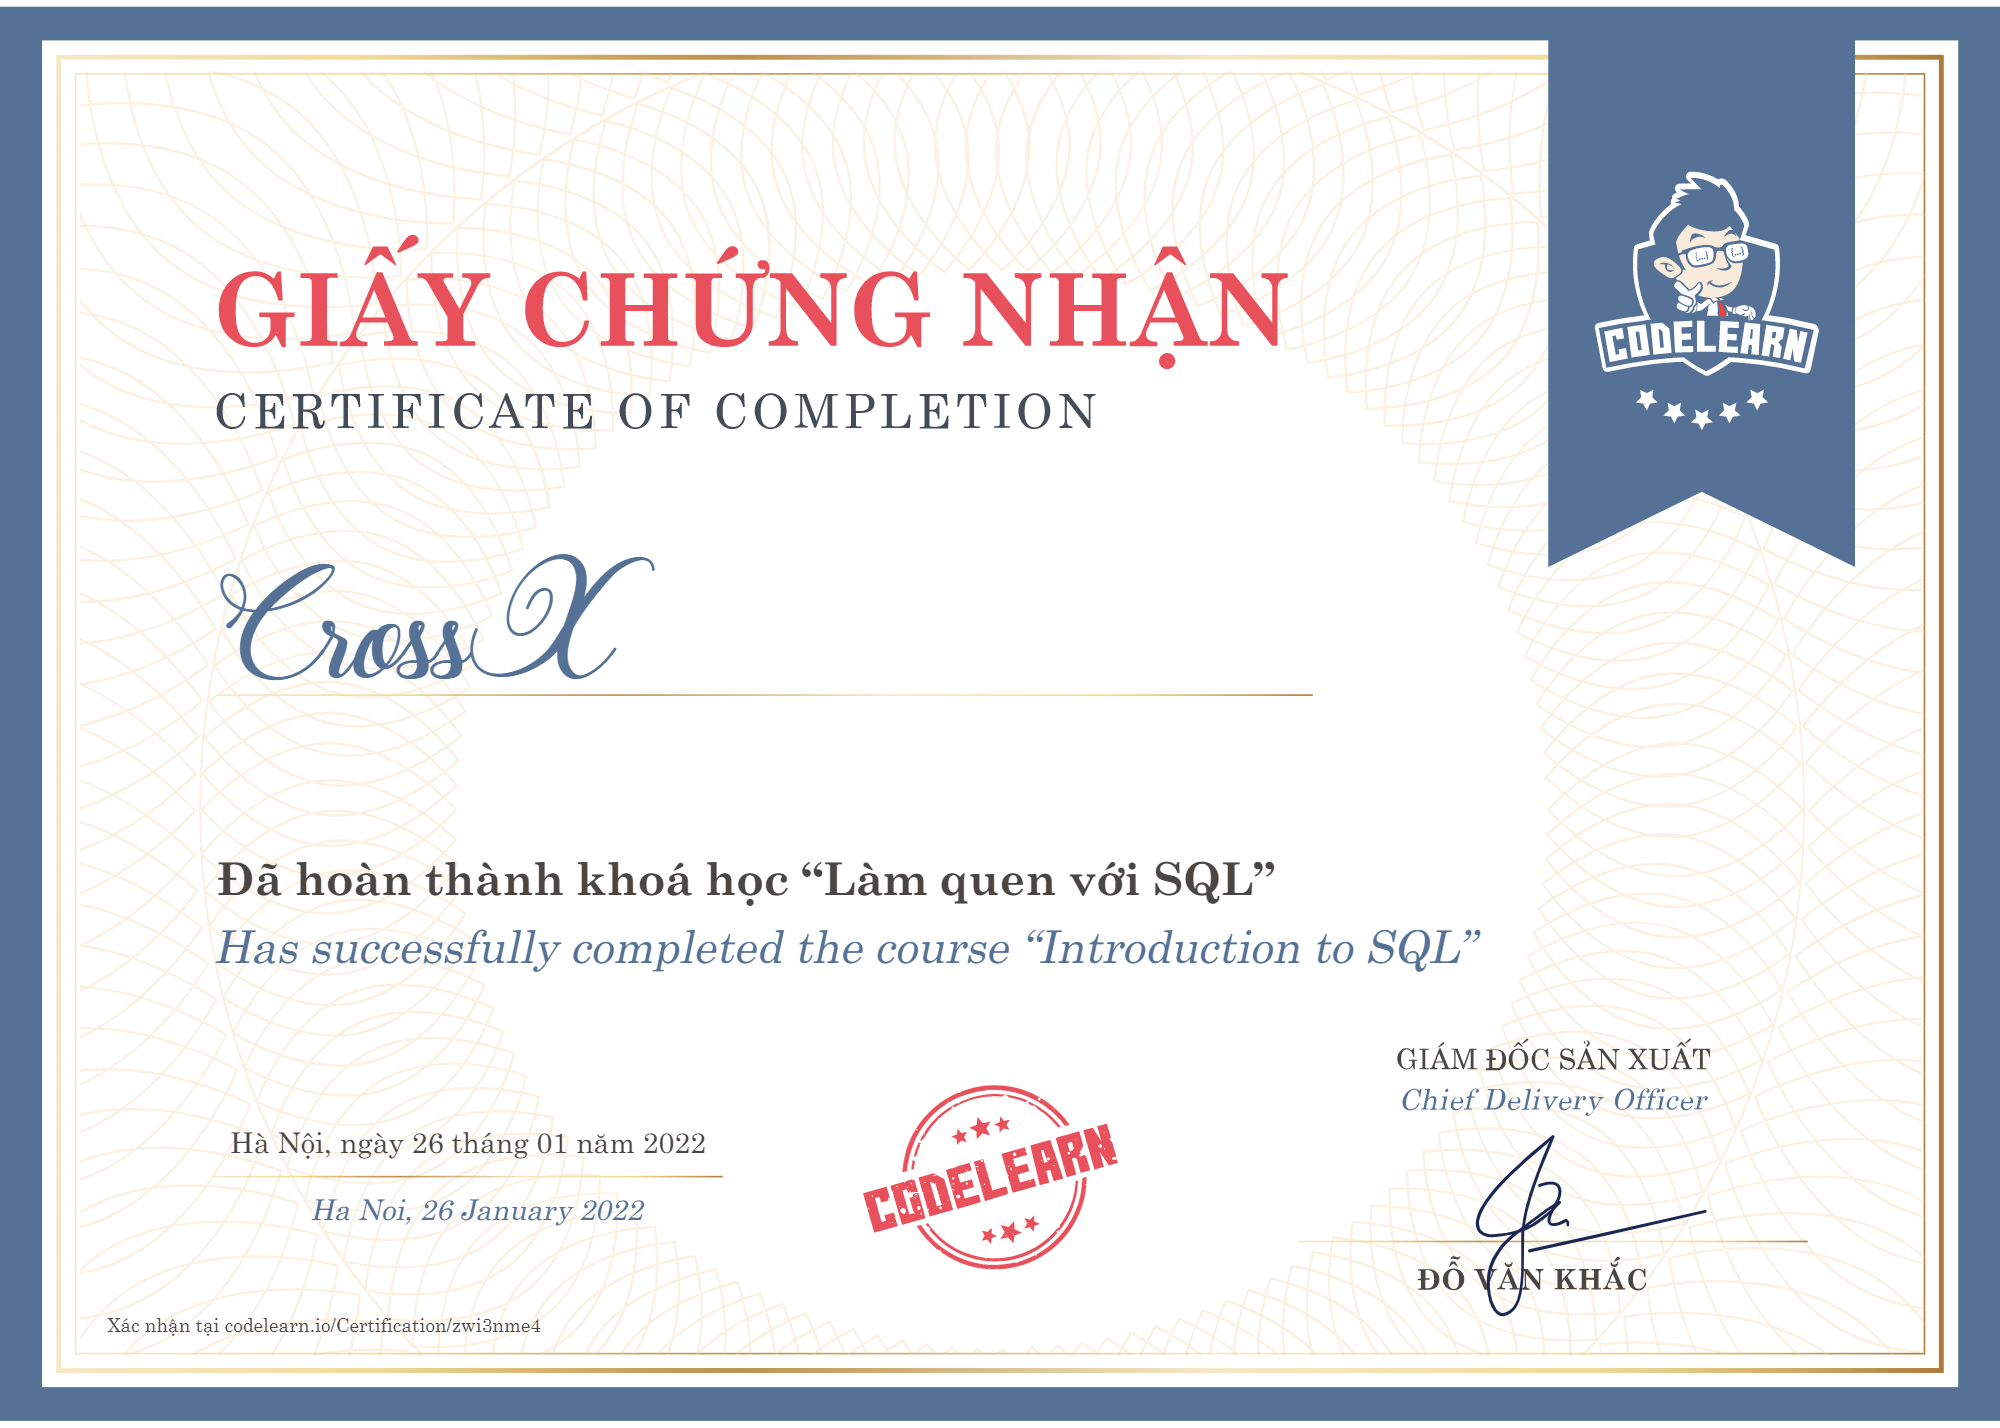 GIẤY CHỨNG NHẬN
CERTIFICATE OF COMPLETION
CODELEARN
CrossX
Đã hoàn thành khoá học “Làm quen với SQL”
Has successfully completed the course “Introduction to SQL”
GIÁM ĐỐC SẢN XUẤT
Chief Delivery Officer
Hà Nội, ngày 26 tháng 01 năm 2022
Ha Noi, 26 January 2022
CODELEARN
ĐỖ VĂN KHẮC
Xác nhận tại codelearn.io/Certification/zwi3nme4